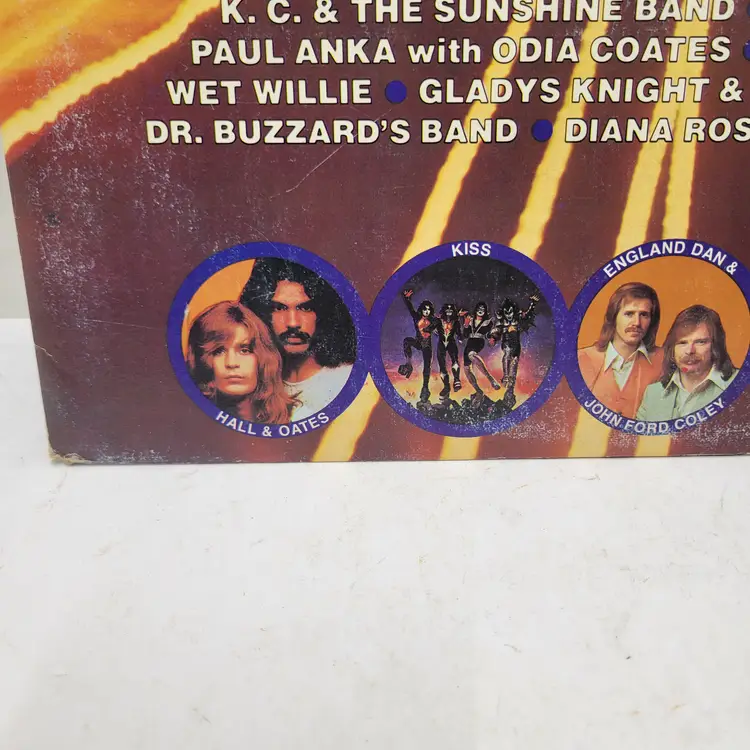 K. C. & THE SUNSHINE BAND
PAUL ANKA with ODIA COATES
WET WILLIE • GLADYS KNIGHT &
DR. BUZZARD'S BAND • DIANA ROS
HALL & OATES
KISS
ENGLAND DAN &
JOHN FORD COLEY